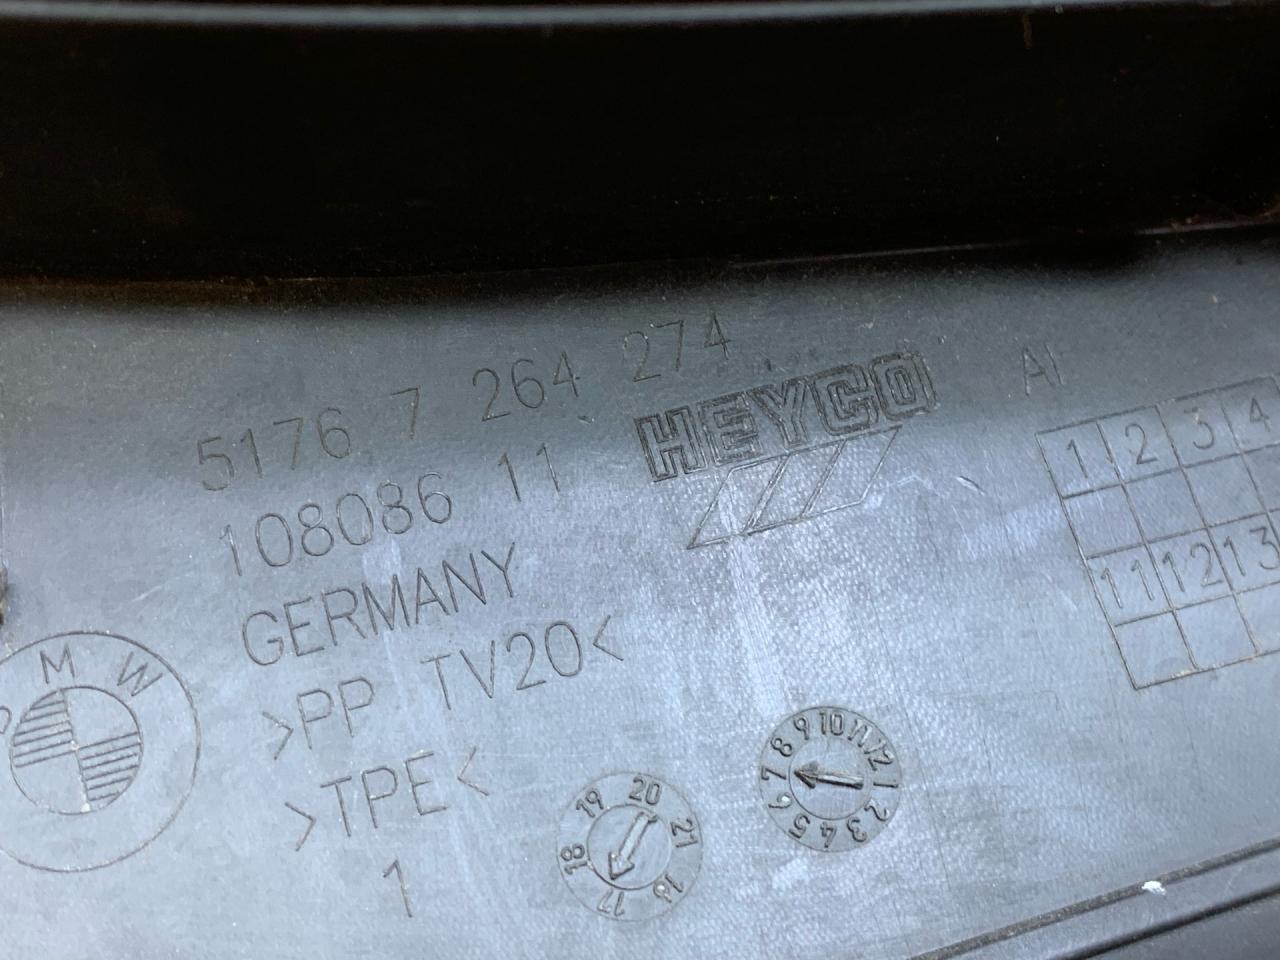 5176 7 264 274
108086 11
GERMANY
>PP TV20<
>TPE<
1
HEYCO
AI
1 2 3 4
11 12 13
B M W
18 19 20 21 16 17
1 2 3 4 5 6 7 8 9 10 11 12